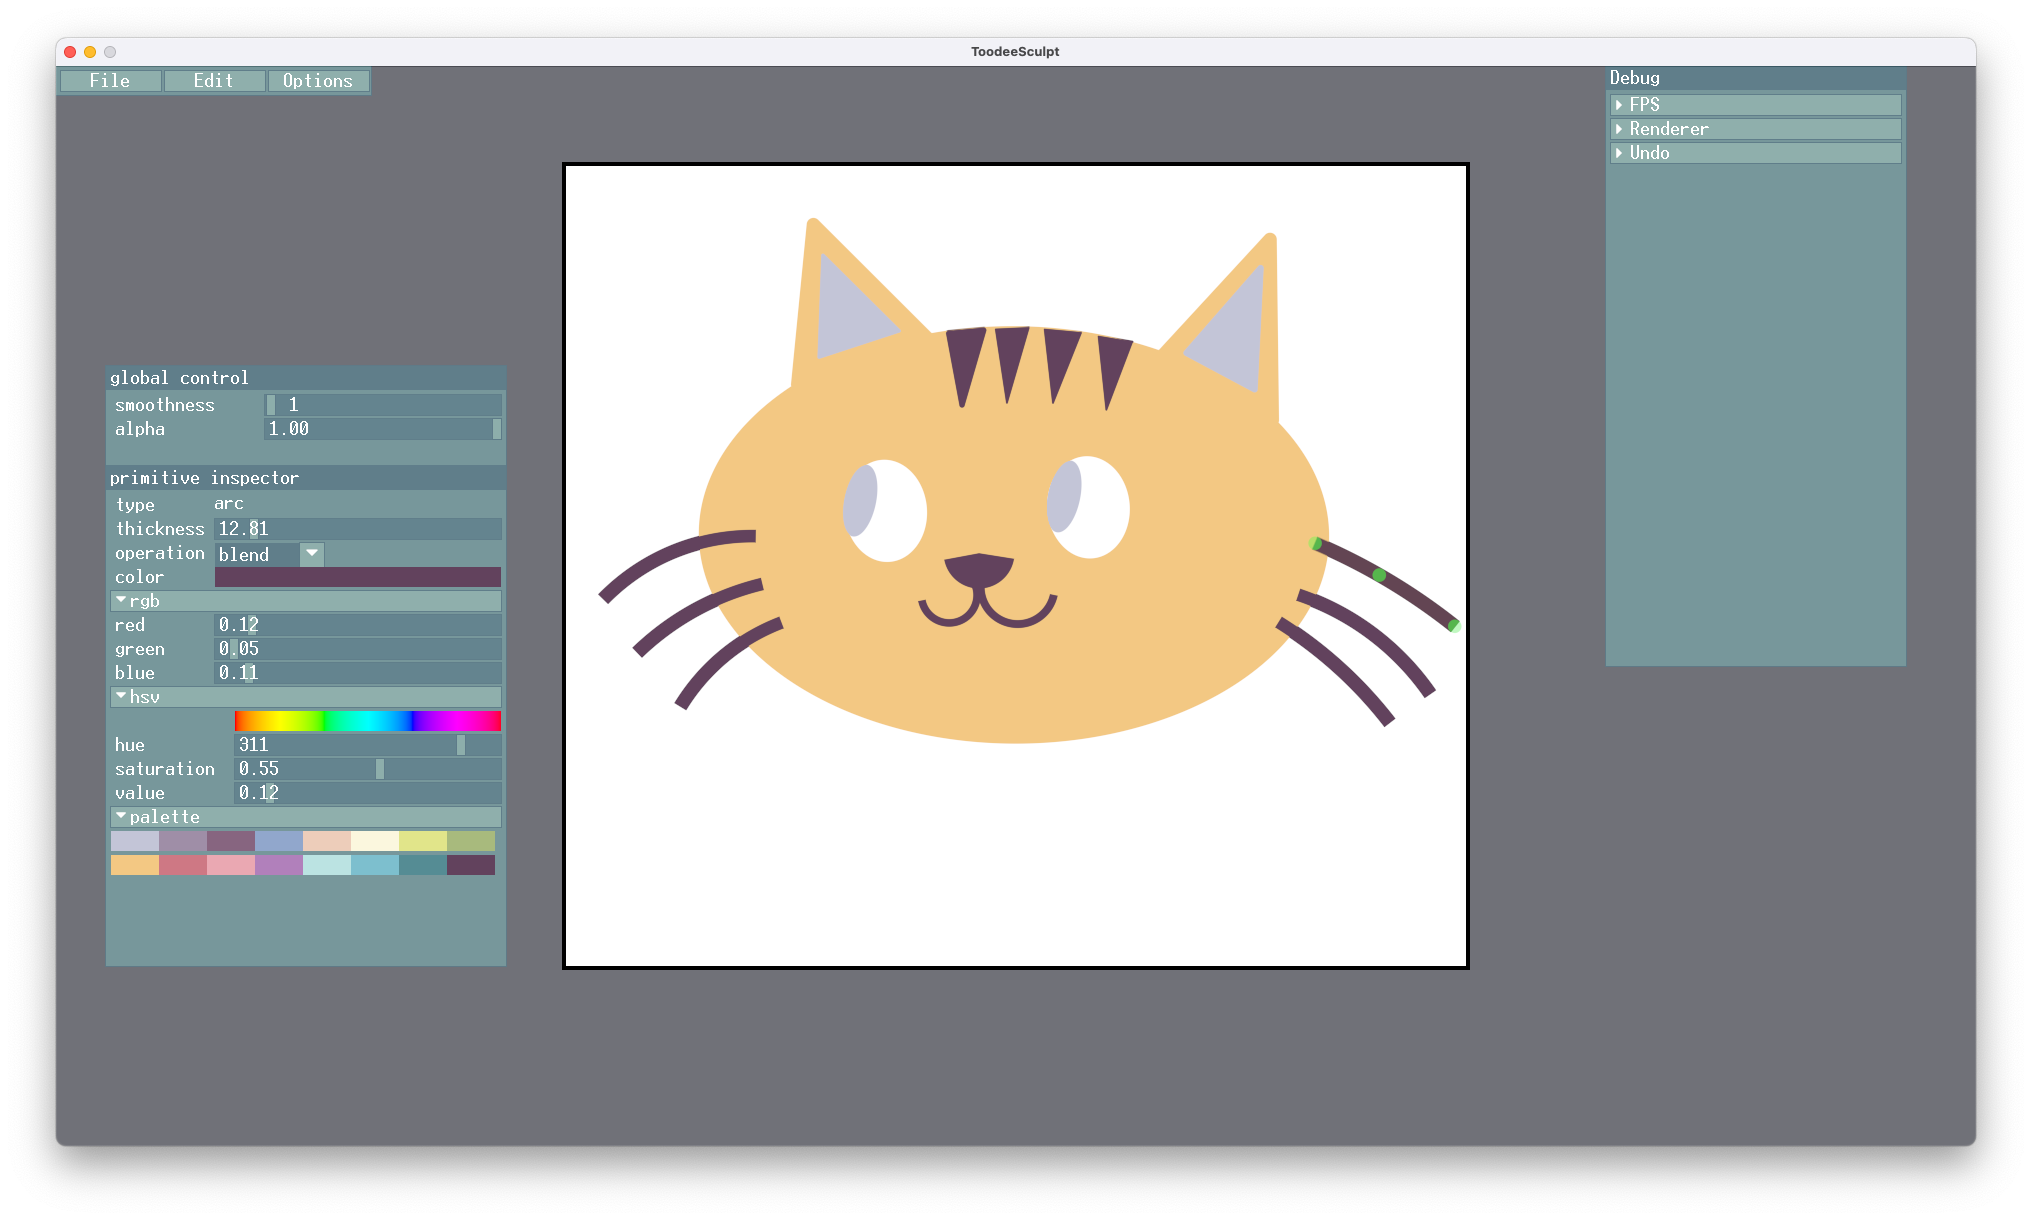 ToodeeSculpt
File Edit Options
Debug
FPS
Renderer
Undo
global control
smoothness 1
alpha 1.00
primitive inspector
type arc
thickness 12.81
operation blend
color
rgb
red 0.12
green 0.05
blue 0.11
hsv
hue 311
saturation 0.55
value 0.12
palette